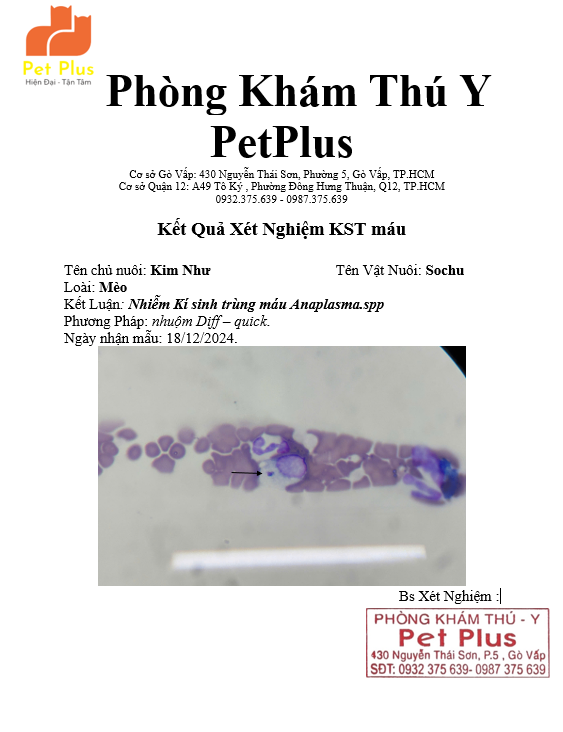 Pet Plus
Hiện Đại - Tận Tâm
Phòng Khám Thú Y
PetPlus
Cơ sở Gò Vấp: 430 Nguyễn Thái Sơn, Phường 5, Gò Vấp, TP.HCM
Cơ sở Quận 12: A49 Tô Ký , Phường Đông Hưng Thuận, Q12, TP.HCM
0932.375.639 - 0987.375.639
Kết Quả Xét Nghiệm KST máu
Tên chủ nuôi: Kim Như Tên Vật Nuôi: Sochu
Loài: Mèo
Kết Luận: Nhiễm Kí sinh trùng máu Anaplasma.spp
Phương Pháp: nhuộm Diff – quick.
Ngày nhận mẫu: 18/12/2024.
Bs Xét Nghiệm :
PHÒNG KHÁM THÚ - Y
Pet Plus
430 Nguyễn Thái Sơn, P.5 , Gò Vấp
SĐT: 0932 375 639- 0987 375 639